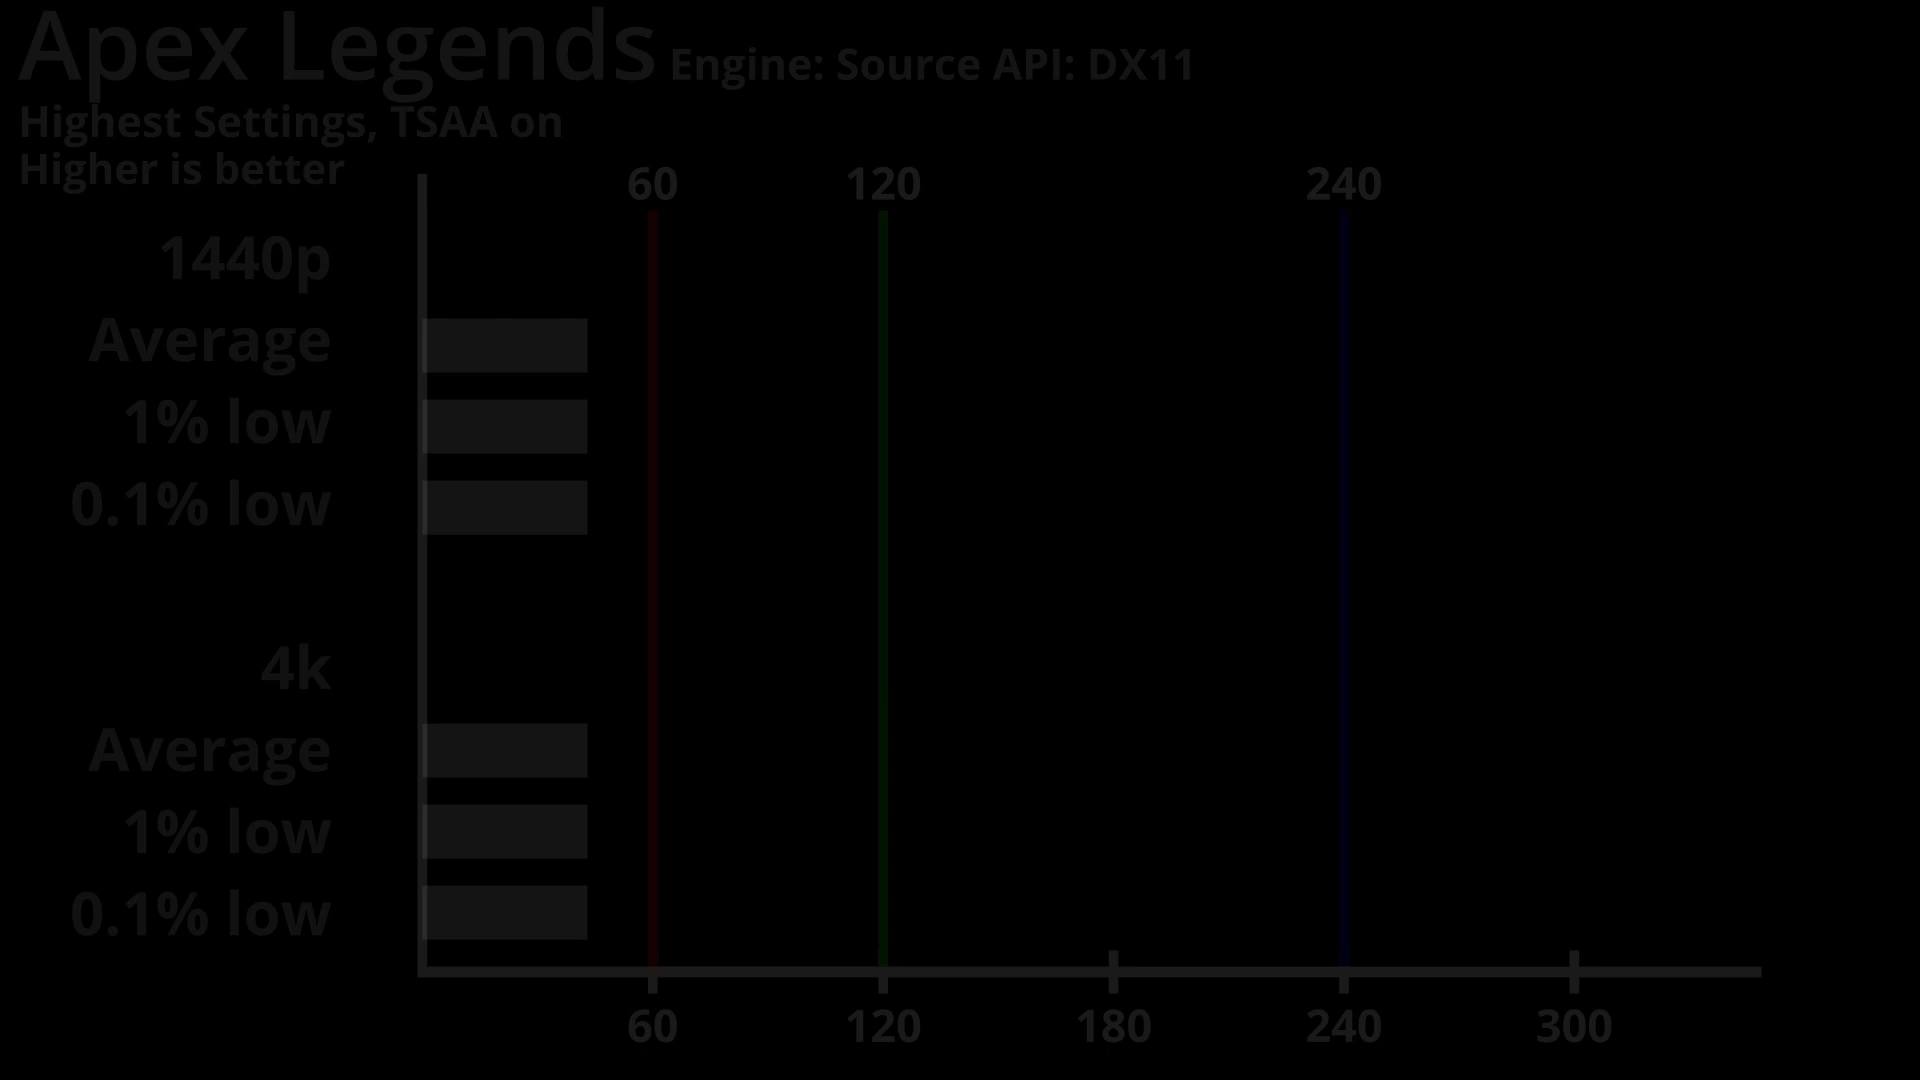 Apex Legends Engine: Source API: DX11
Highest Settings, TSAA on
Higher is better
60 120 240
1440p
Average
1% low
0.1% low
4k
Average
1% low
0.1% low
60 120 180 240 300